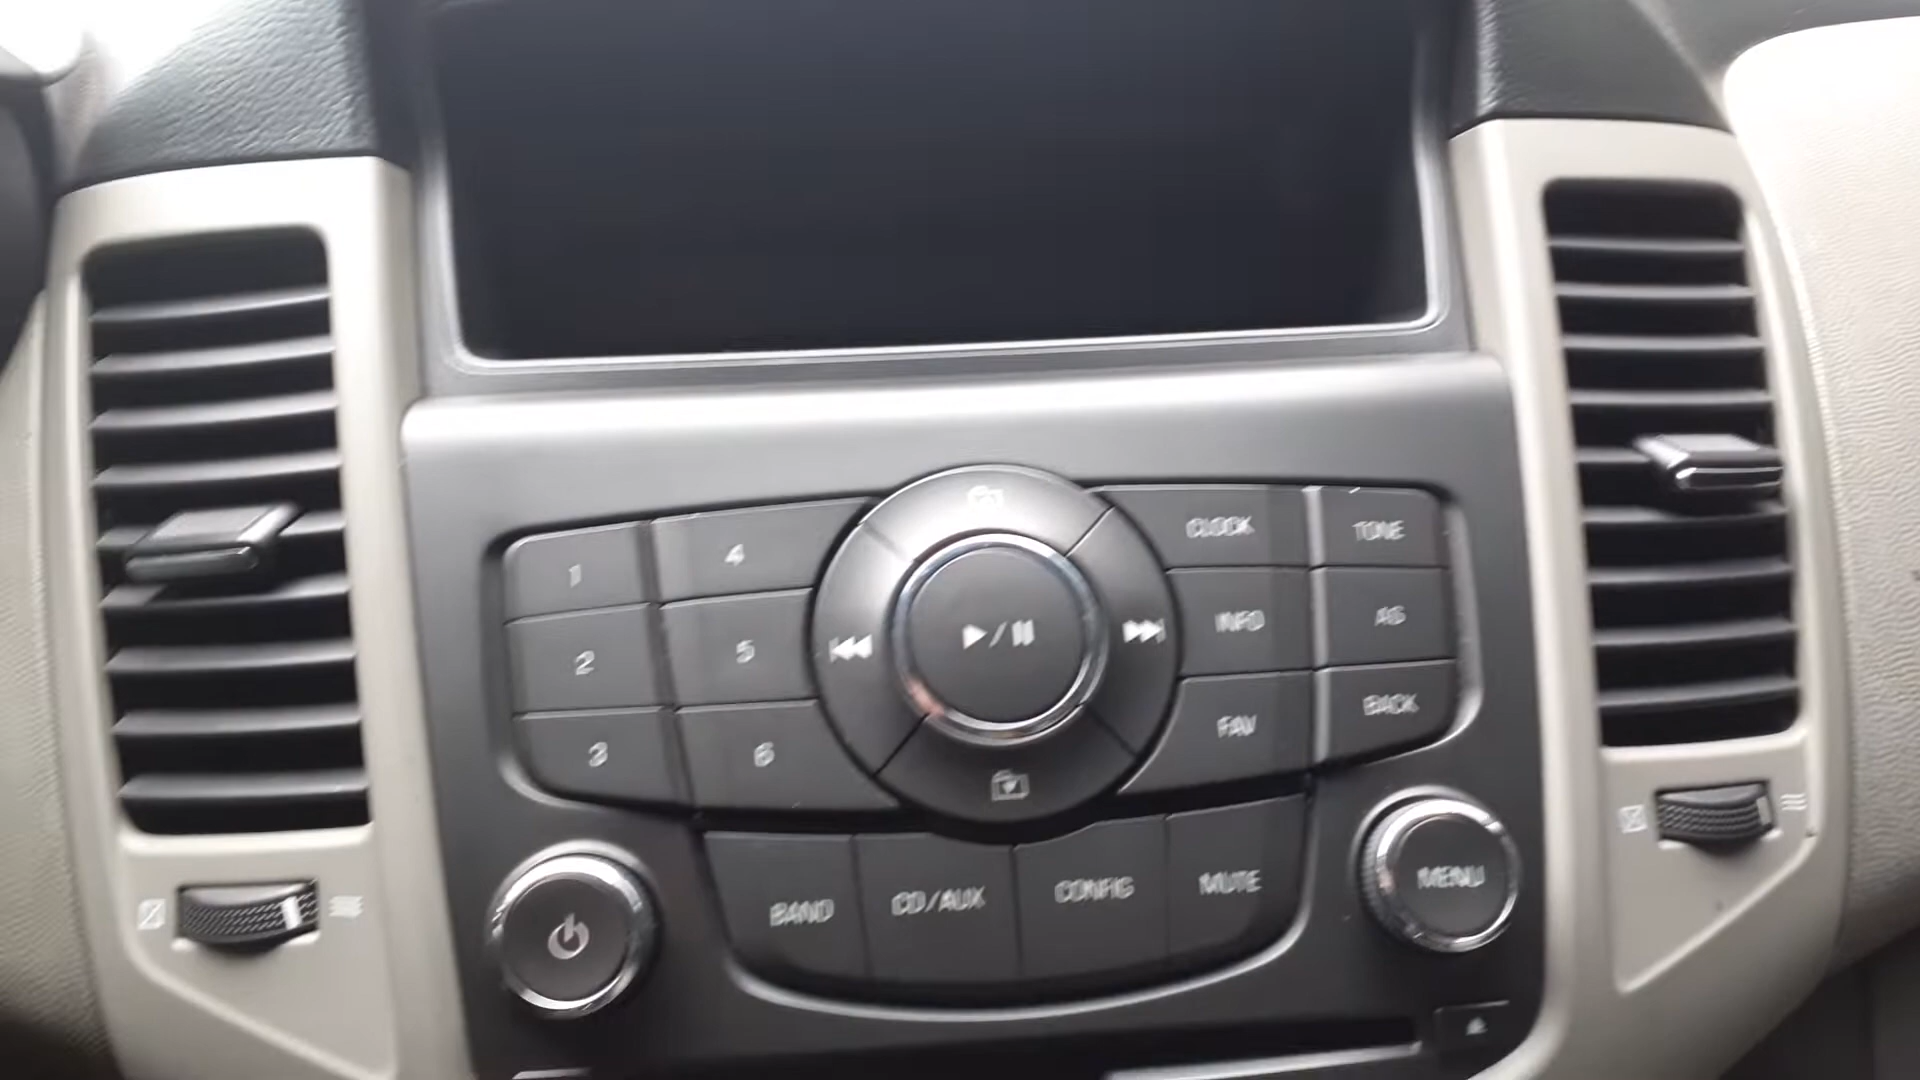 1 4 CLOCK TONE
2 5 INFO AS
3 6 FAV BACK
BAND CD/AUX CONFIG MUTE MENU